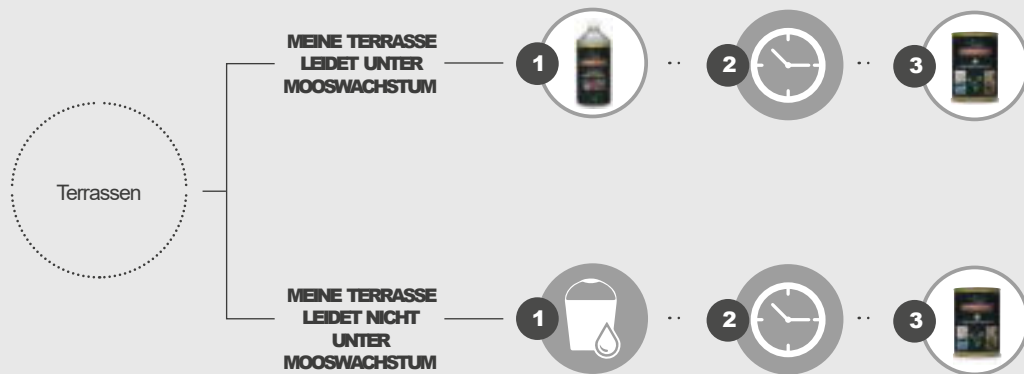 MEINE TERRASSE
LEIDET UNTER
MOOSWACHSTUM
1
2
3
Terrassen
MEINE TERRASSE
LEIDET NICHT
UNTER
MOOSWACHSTUM
1
2
3